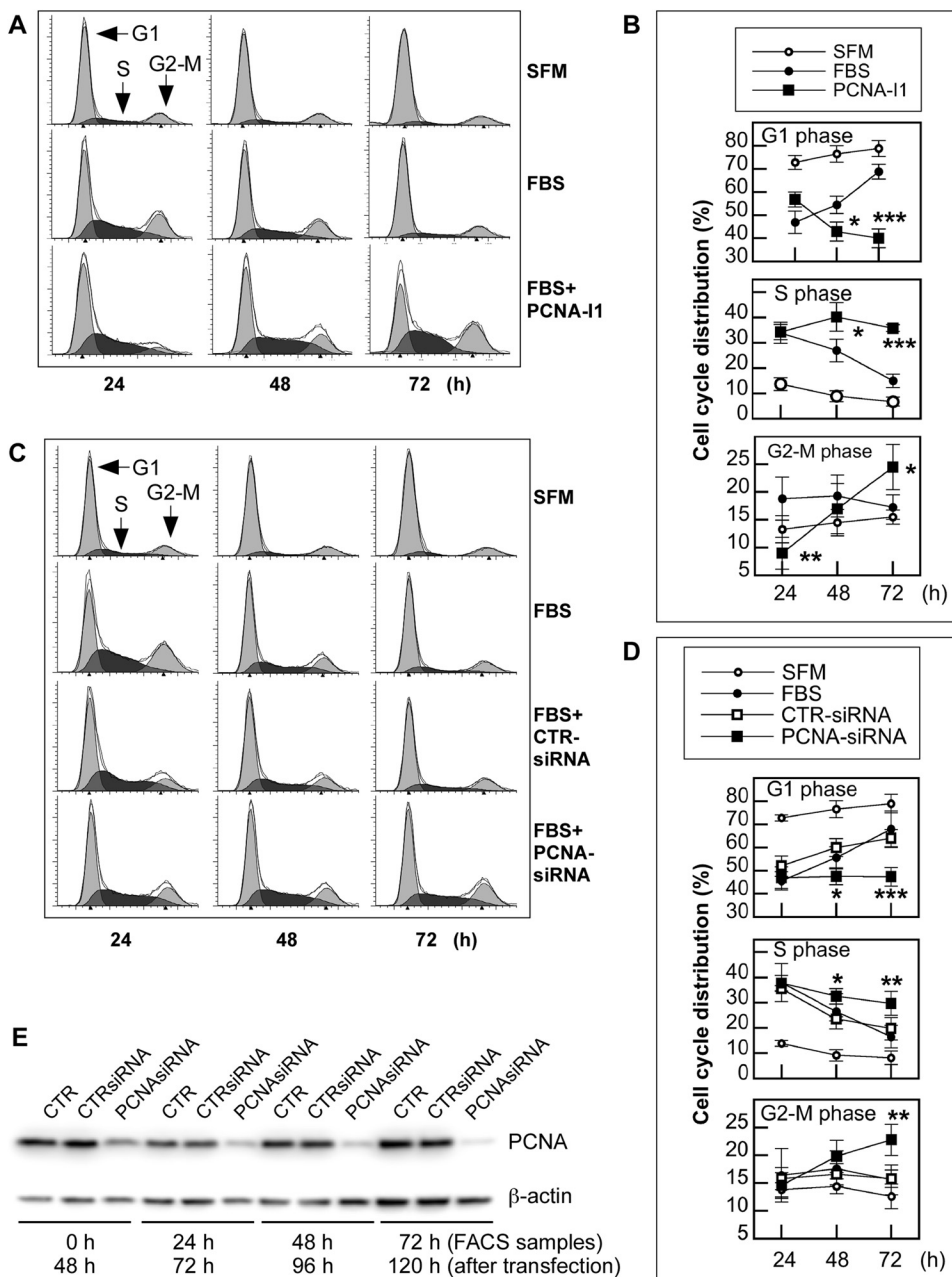 A
G1
S
G2-M
SFM
FBS
FBS+
PCNA-I1
24 48 72 (h)
B
SFM
FBS
PCNA-I1
Cell cycle distribution (%)
G1 phase
80
70
60
50
40
30
*
***
S phase
40
30
20
10
0
*
***
G2-M phase
25
20
15
10
5
**
*
24 48 72 (h)
C
G1
S
G2-M
SFM
FBS
FBS+
CTR-
siRNA
FBS+
PCNA-
siRNA
24 48 72 (h)
D
SFM
FBS
CTR-siRNA
PCNA-siRNA
Cell cycle distribution (%)
G1 phase
80
70
60
50
40
30
*
***
S phase
40
30
20
10
0
*
**
G2-M phase
25
20
15
10
5
**
24 48 72 (h)
E
CTR CTRsiRNA PCNAsiRNA CTR CTRsiRNA PCNAsiRNA CTR CTRsiRNA PCNAsiRNA CTR CTRsiRNA PCNAsiRNA
PCNA
β-actin
0 h 24 h 48 h 72 h (FACS samples)
48 h 72 h 96 h 120 h (after transfection)